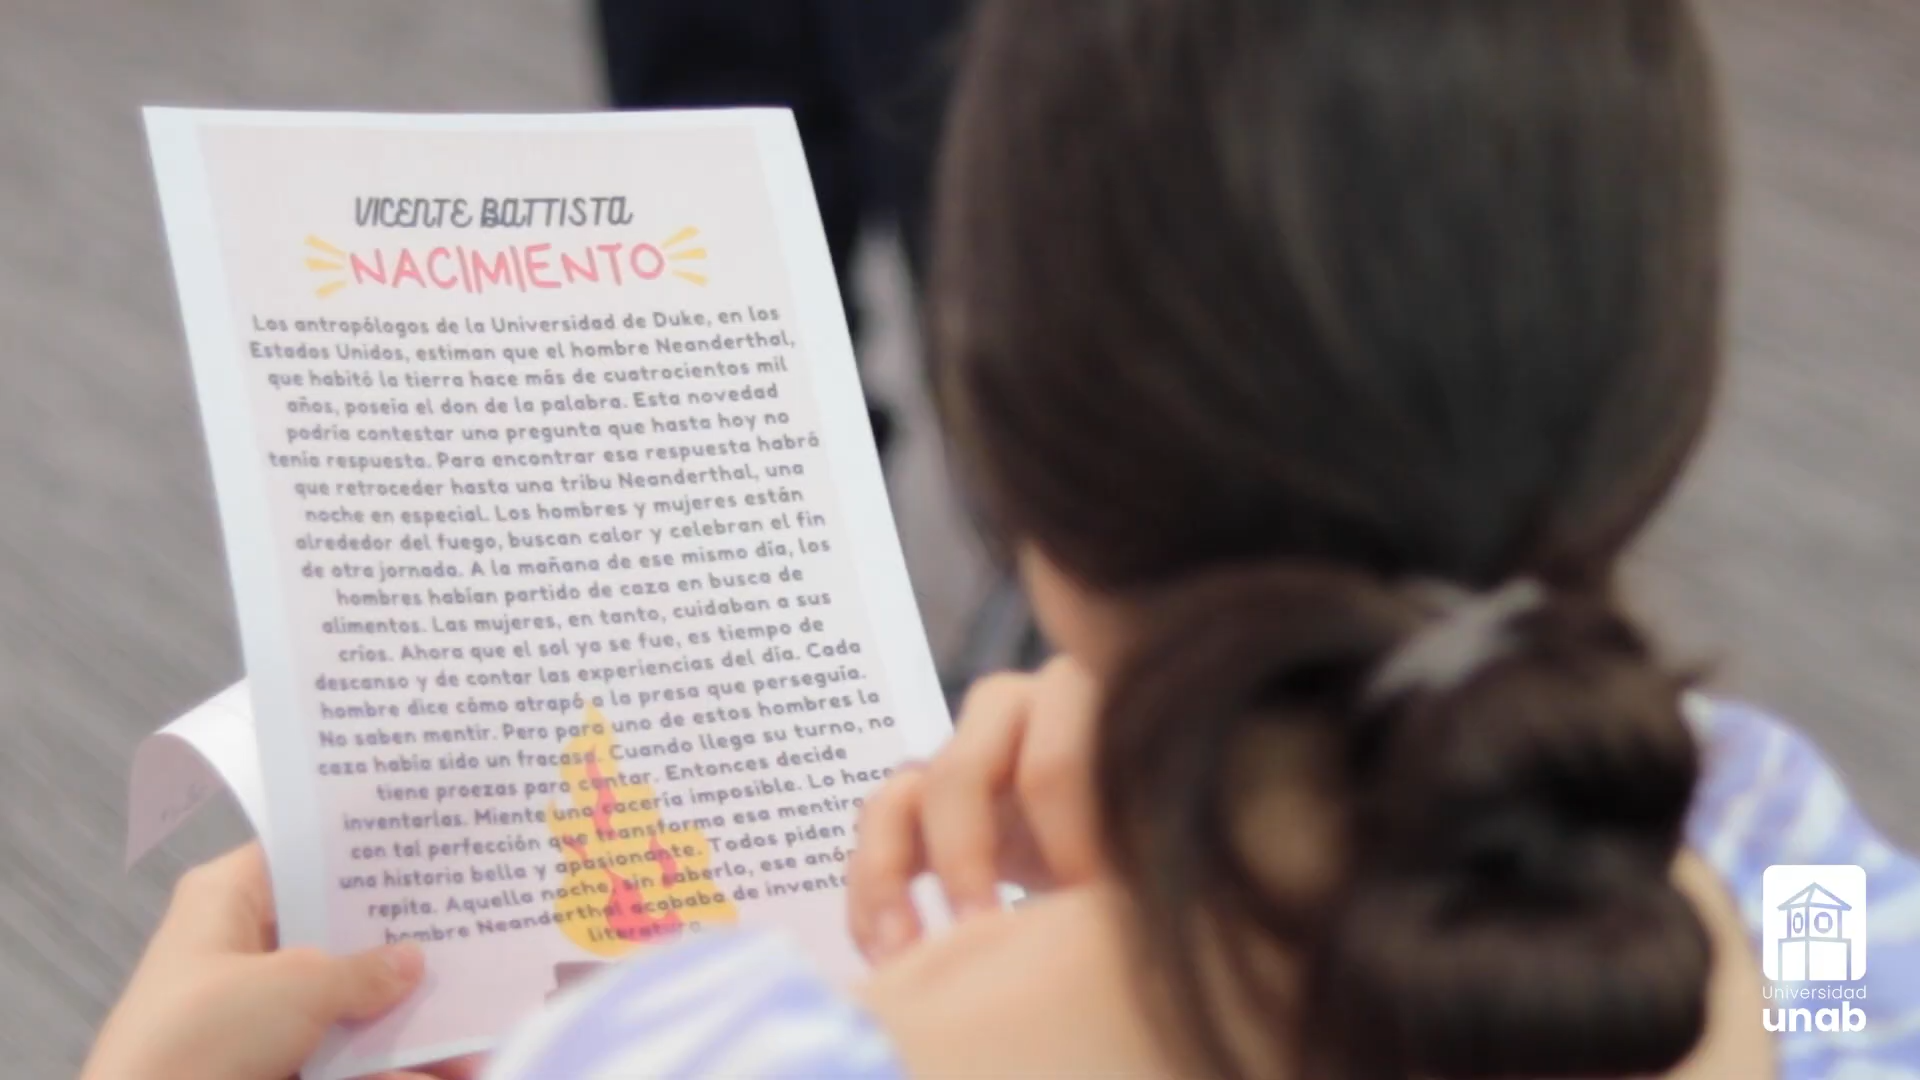 VICENTE BATTISTA
NACIMIENTO
Los antropólogos de la Universidad de Duke, en los
Estados Unidos, estiman que el hombre Neanderthal,
que habitó la tierra hace más de cuatrocientos mil
años, poseía el don de la palabra. Esta novedad
podría contestar una pregunta que hasta hoy no
tenía respuesta. Para encontrar esa respuesta habrá
que retroceder hasta una tribu Neanderthal, una
noche en especial. Los hombres y mujeres están
alrededor del fuego, buscan calor y celebran el fin
de otra jornada. A la mañana de ese mismo día, los
hombres habían partido de caza en busca de
alimentos. Las mujeres, en tanto, cuidaban a sus
crías. Ahora que el sol ya se fue, es tiempo de
descanso y de contar las experiencias del día. Cada
hombre dice cómo atrapó a la presa que perseguía.
No saben mentir. Pero para uno de estos hombres la
caza había sido un fracaso. Cuando llega su turno, no
tiene proezas para contar. Entonces decide
inventarlas. Miente una cacería imposible. Lo hace
con tal perfección que transforma esa mentira
una historia bella y apasionante. Todos piden
repita. Aquella noche, sin saberlo, ese anó
hombre Neanderthal acababa de invent
literatura.
Universidad
unab